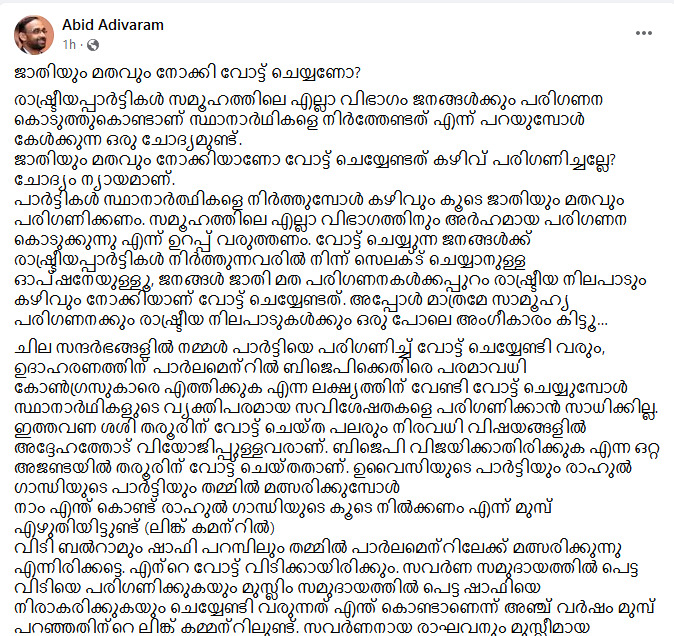 Abid Adivaram
1h ·
ജാതിയും മതവും നോക്കി വോട്ട് ചെയ്യണോ?
രാഷ്ട്രീയപ്പാർട്ടികൾ സമൂഹത്തിലെ എല്ലാ വിഭാഗം ജനങ്ങൾക്കും പരിഗണന
കൊടുത്തുകൊണ്ടാണ് സ്ഥാനാർഥികളെ നിർത്തേണ്ടത് എന്ന് പറയുമ്പോൾ
കേൾക്കുന്ന ഒരു ചോദ്യമുണ്ട്.
ജാതിയും മതവും നോക്കിയാണോ വോട്ട് ചെയ്യേണ്ടത് കഴിവ് പരിഗണിച്ചല്ലേ?
ചോദ്യം ന്യായമാണ്.
പാർട്ടികൾ സ്ഥാനാർത്ഥികളെ നിർത്തുമ്പോൾ കഴിവും കൂടെ ജാതിയും മതവും
പരിഗണിക്കണം. സമൂഹത്തിലെ എല്ലാ വിഭാഗത്തിനും അർഹമായ പരിഗണന
കൊടുക്കുന്നു എന്ന് ഉറപ്പ് വരുത്തണം. വോട്ട് ചെയ്യുന്ന ജനങ്ങൾക്ക്
രാഷ്ട്രീയപ്പാർട്ടികൾ നിർത്തുന്നവരിൽ നിന്ന് സെലക്ട് ചെയ്യാനുള്ള
ഓപ്ഷനേയുള്ളൂ, ജനങ്ങൾ ജാതി മത പരിഗണനകൾക്കപ്പുറം രാഷ്ട്രീയ നിലപാടും
കഴിവും നോക്കിയാണ് വോട്ട് ചെയ്യേണ്ടത്. അപ്പോൾ മാത്രമേ സാമൂഹ്യ
പരിഗണനക്കും രാഷ്ട്രീയ നിലപാടുകൾക്കും ഒരു പോലെ അംഗീകാരം കിട്ടൂ...
ചില സന്ദർഭങ്ങളിൽ നമ്മൾ പാർട്ടിയെ പരിഗണിച്ച് വോട്ട് ചെയ്യേണ്ടി വരും,
ഉദാഹരണത്തിന് പാർലമെന്റിൽ ബിജെപിക്കെതിരെ പരമാവധി
കോൺഗ്രസുകാരെ എത്തിക്കുക എന്ന ലക്ഷ്യത്തിന് വേണ്ടി വോട്ട് ചെയ്യുമ്പോൾ
സ്ഥാനാർഥികളുടെ വ്യക്തിപരമായ സവിശേഷതകളെ പരിഗണിക്കാൻ സാധിക്കില്ല.
ഇത്തവണ ശശി തരൂരിന് വോട്ട് ചെയ്ത പലരും നിരവധി വിഷയങ്ങളിൽ
അദ്ദേഹത്തോട് വിയോജിപ്പുള്ളവരാണ്. ബിജെപി വിജയിക്കാതിരിക്കുക എന്ന ഒറ്റ
അജണ്ടയിൽ തരൂരിന് വോട്ട് ചെയ്തതാണ്. ഉവൈസിയുടെ പാർട്ടിയും രാഹുൽ
ഗാന്ധിയുടെ പാർട്ടിയും തമ്മിൽ മത്സരിക്കുമ്പോൾ
നാം എന്ത് കൊണ്ട് രാഹുൽ ഗാന്ധിയുടെ കൂടെ നിൽക്കണം എന്ന് മുമ്പ്
എഴുതിയിട്ടുണ്ട് (ലിങ്ക് കമന്റിൽ)
വിടി ബൽറാമും ഷാഫി പറമ്പിലും തമ്മിൽ പാർലമെന്റിലേക്ക് മത്സരിക്കുന്നു
എന്നിരിക്കട്ടെ. എന്റെ വോട്ട് വിടിക്കായിരിക്കും. സവർണ സമുദായത്തിൽ പെട്ട
വിടിയെ പരിഗണിക്കുകയും മുസ്ലിം സമുദായത്തിൽ പെട്ട ഷാഫിയെ
നിരാകരിക്കുകയും ചെയ്യേണ്ടി വരുന്നത് എന്ത് കൊണ്ടാണെന്ന് അഞ്ച് വർഷം മുമ്പ്
പറഞ്ഞതിന്റെ ലിങ്ക് കമ്മന്റിലുണ്ട്. സവർണനായ രാഘവനും മുസ്ലീമായ